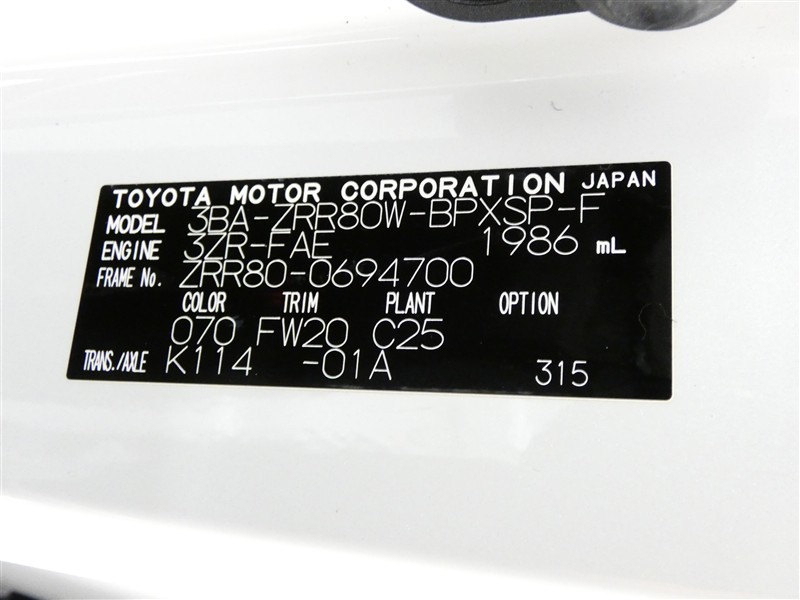 TOYOTA MOTOR CORPORATION JAPAN
MODEL 3BA-ZRR80W-BPXSP-F
ENGINE 3ZR-FAE 1986 mL
FRAME No. ZRR80-0694700
COLOR TRIM PLANT OPTION
070 FW20 C25
TRANS./AXLE K114 -01A 315